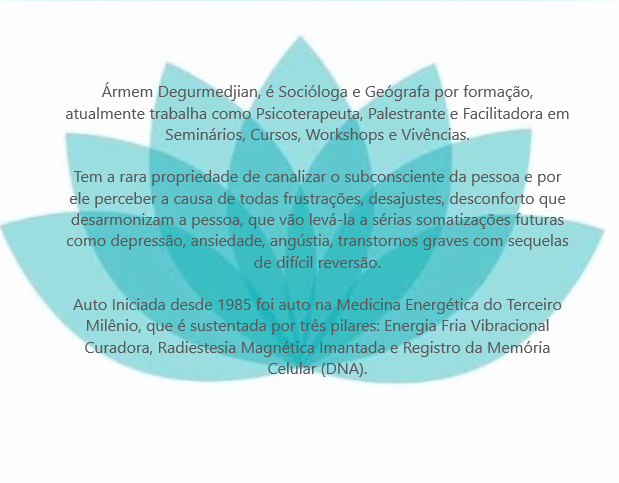 Ármem Degurmedjian, é Socióloga e Geógrafa por formação,
atualmente trabalha como Psicoterapeuta, Palestrante e Facilitadora em
Seminários, Cursos, Workshops e Vivências.
Tem a rara propriedade de canalizar o subconsciente da pessoa e por
ele perceber a causa de todas frustrações, desajustes, desconforto que
desarmonizam a pessoa, que vão levá-la a sérias somatizações futuras
como depressão, ansiedade, angústia, transtornos graves com sequelas
de difícil reversão.
Auto Iniciada desde 1985 foi auto na Medicina Energética do Terceiro
Milênio, que é sustentada por três pilares: Energia Fria Vibracional
Curadora, Radiestesia Magnética Imantada e Registro da Memória
Celular (DNA).